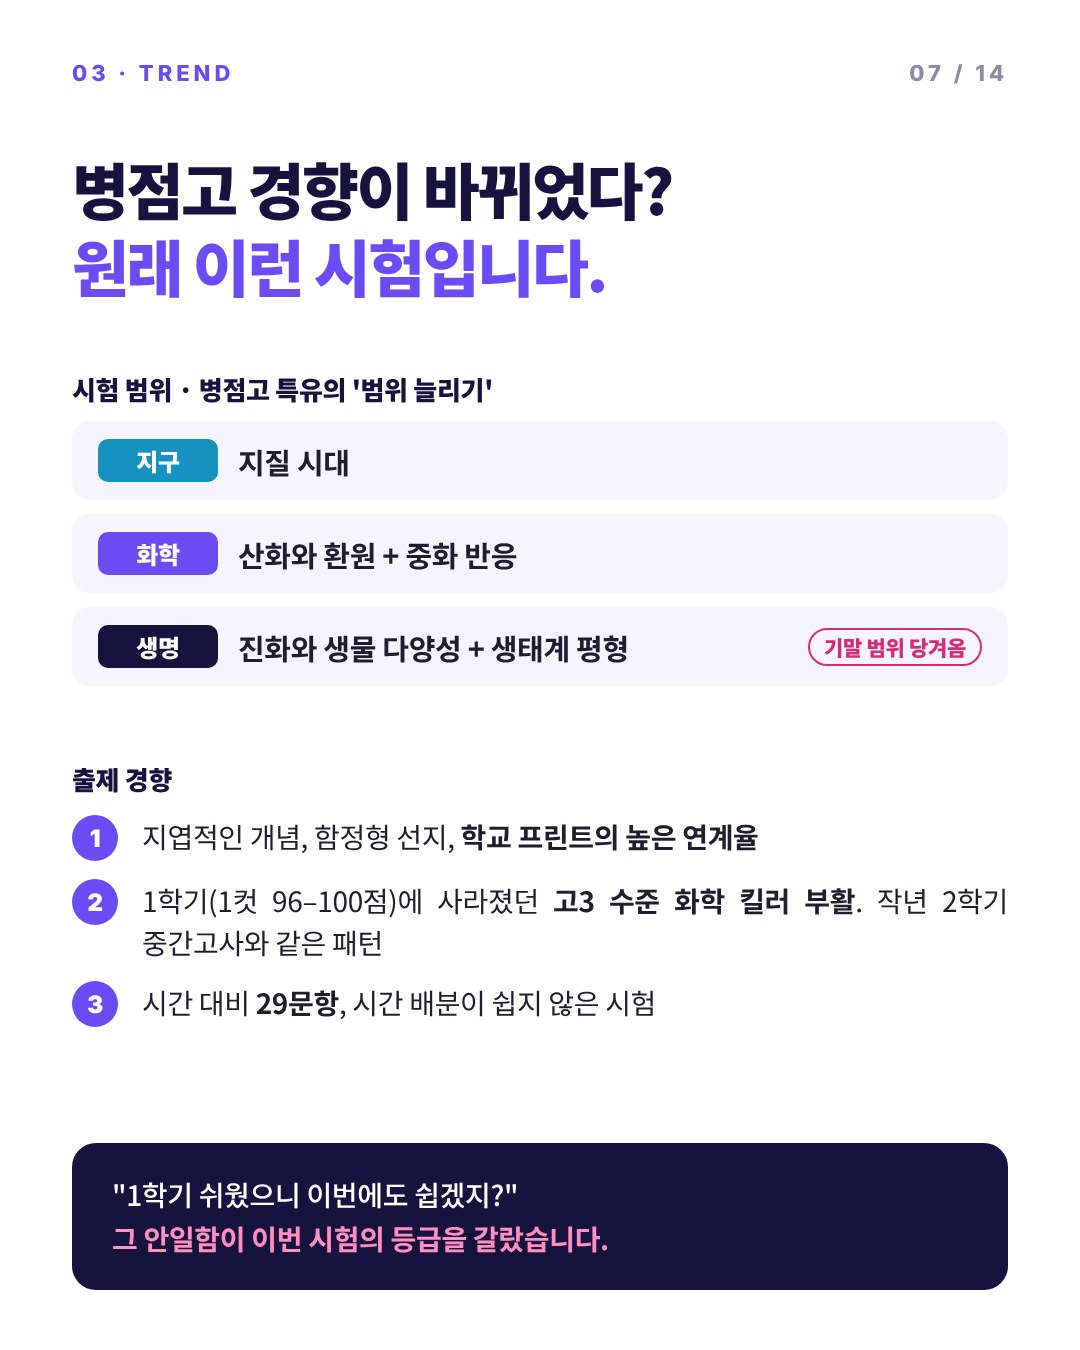 03 · TREND
07 / 14
병점고 경향이 바뀌었다?
원래 이런 시험입니다.
시험 범위 · 병점고 특유의 '범위 늘리기'
지구 지질 시대
화학 산화와 환원 + 중화 반응
생명 진화와 생물 다양성 + 생태계 평형 기말 범위 당겨옴
출제 경향
1 지엽적인 개념, 함정형 선지, 학교 프린트의 높은 연계율
2 1학기(1컷 96–100점)에 사라졌던 고3 수준 화학 킬러 부활. 작년 2학기
중간고사와 같은 패턴
3 시간 대비 29문항, 시간 배분이 쉽지 않은 시험
"1학기 쉬웠으니 이번에도 쉽겠지?"
그 안일함이 이번 시험의 등급을 갈랐습니다.